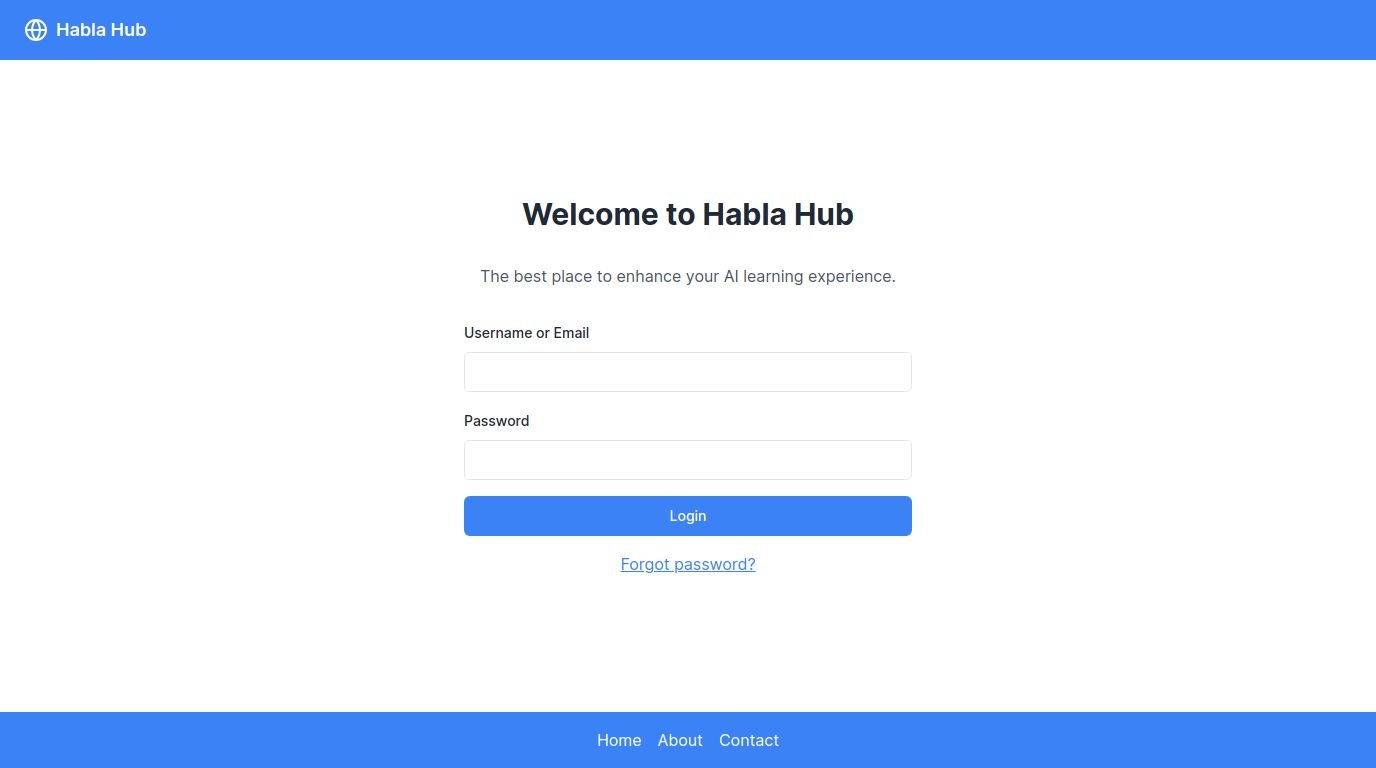 Habla Hub
Welcome to Habla Hub
The best place to enhance your AI learning experience.
Username or Email
Password
Login
Forgot password?
Home About Contact